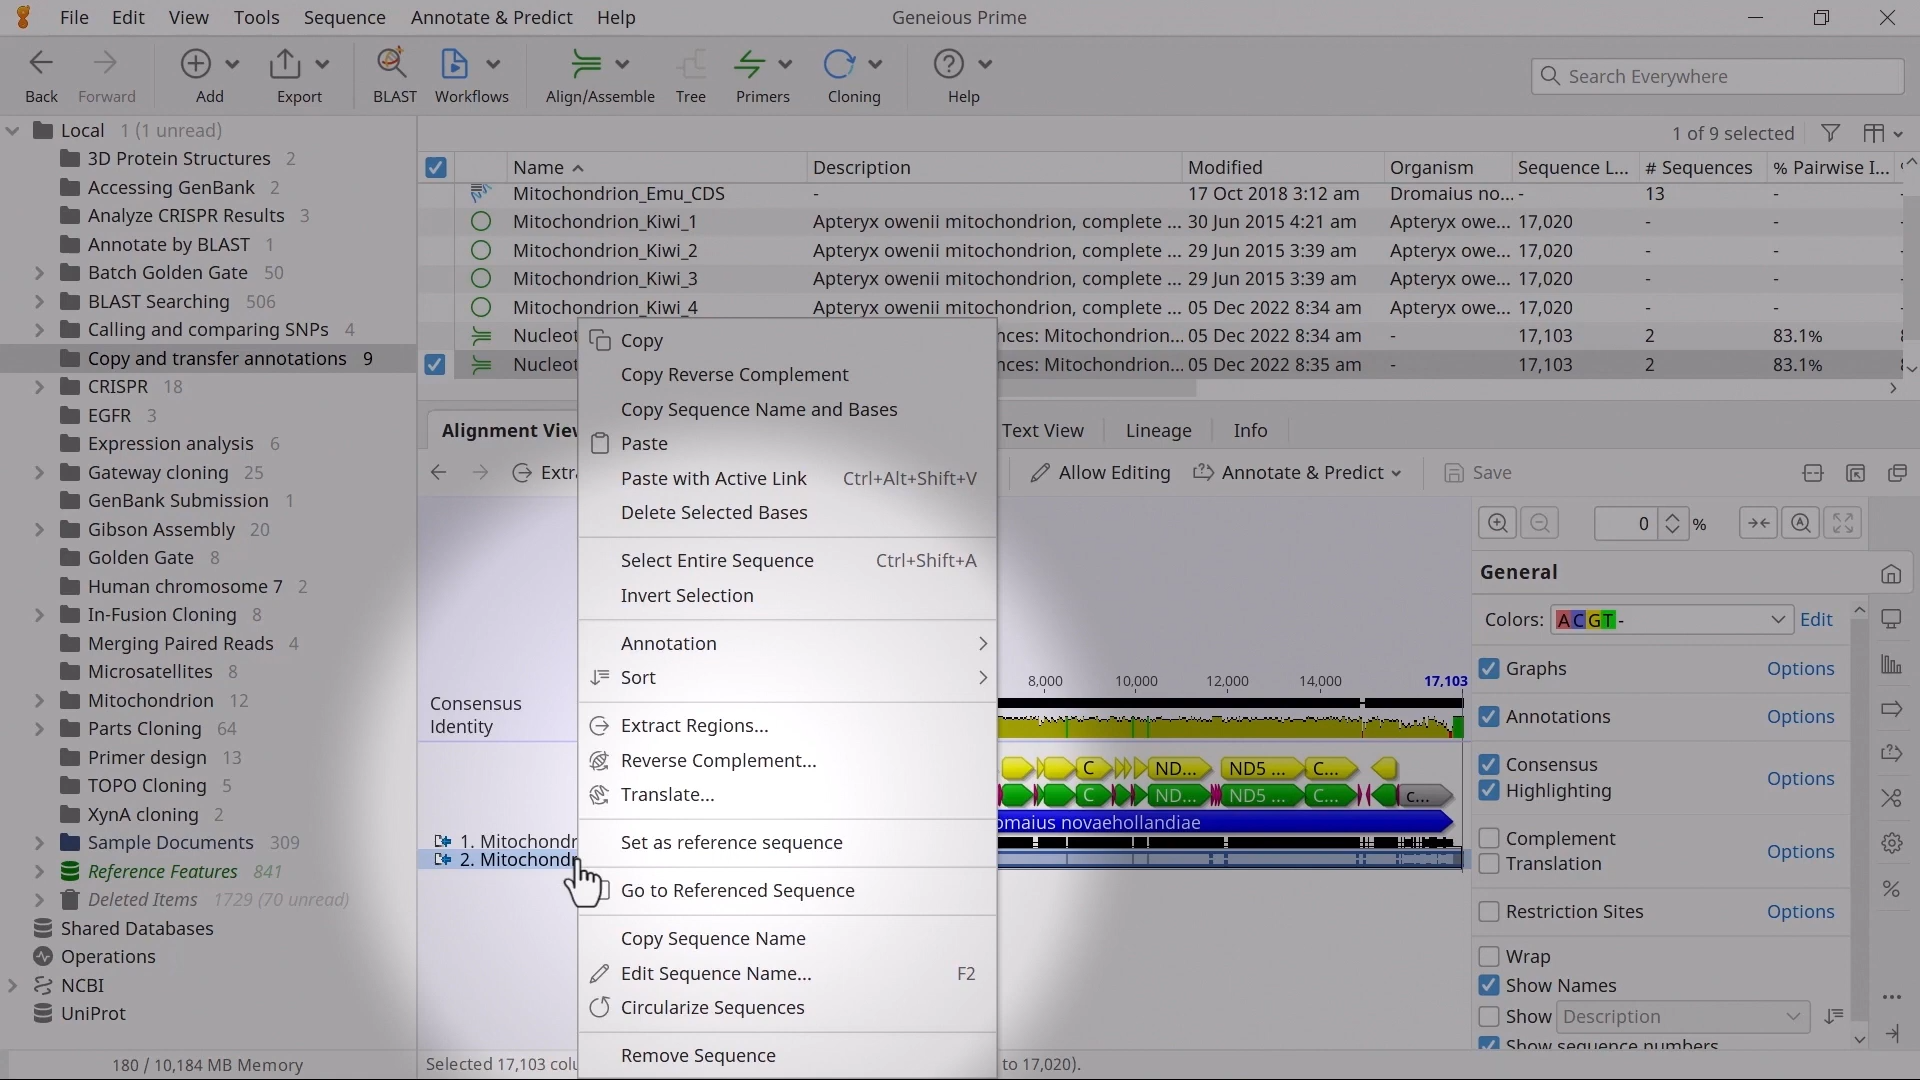 File Edit View Tools Sequence Annotate & Predict Help Geneious Prime
Back Forward Add Export BLAST Workflows Align/Assemble Tree Primers Cloning Help Search Everywhere
Local 1 (1 unread)
3D Protein Structures 2
Accessing GenBank 2
Analyze CRISPR Results 3
Annotate by BLAST 1
Batch Golden Gate 50
BLAST Searching 506
Calling and comparing SNPs 4
Copy and transfer annotations 9
CRISPR 18
EGFR 3
Expression analysis 6
Gateway cloning 25
GenBank Submission 1
Gibson Assembly 20
Golden Gate 8
Human chromosome 7 2
In-Fusion Cloning 8
Merging Paired Reads 4
Microsatellites 8
Mitochondrion 12
Parts Cloning 64
Primer design 13
TOPO Cloning 5
XynA cloning 2
Sample Documents 309
Reference Features 841
Deleted Items 1729 (70 unread)
Shared Databases
Operations
NCBI
UniProt
180 / 10,184 MB Memory
1 of 9 selected
Name Description Modified Organism Sequence L... # Sequences % Pairwise I...
Mitochondrion_Emu_CDS - 17 Oct 2018 3:12 am Dromaius no... - 13 -
Mitochondrion_Kiwi_1 Apteryx owenii mitochondrion, complete ... 30 Jun 2015 4:21 am Apteryx owe... 17,020 - -
Mitochondrion_Kiwi_2 Apteryx owenii mitochondrion, complete ... 29 Jun 2015 3:39 am Apteryx owe... 17,020 - -
Mitochondrion_Kiwi_3 Apteryx owenii mitochondrion, complete ... 29 Jun 2015 3:39 am Apteryx owe... 17,020 - -
Mitochondrion_Kiwi_4 Apteryx owenii mitochondrion, complete ... 05 Dec 2022 8:34 am Apteryx owe... 17,020 - -
Nucleot nces: Mitochondrion... 05 Dec 2022 8:34 am - 17,103 2 83.1%
Nucleot nces: Mitochondrion... 05 Dec 2022 8:35 am - 17,103 2 83.1%
Alignment View Text View Lineage Info
Extra Allow Editing Annotate & Predict Save
Copy
Copy Reverse Complement
Copy Sequence Name and Bases
Paste
Paste with Active Link Ctrl+Alt+Shift+V
Delete Selected Bases
Select Entire Sequence Ctrl+Shift+A
Invert Selection
Annotation
Sort
Extract Regions...
Reverse Complement...
Translate...
Set as reference sequence
Go to Referenced Sequence
Copy Sequence Name
Edit Sequence Name... F2
Circularize Sequences
Remove Sequence
8,000 10,000 12,000 14,000 17,103
Consensus
Identity
C ND... ND5 ... C...
C ND... ND5 ... C... c...
omaius novaehollandiae
1. Mitochondr
2. Mitochondr
Selected 17,103 colu to 17,020).
0 %
General
Colors: ACGT- Edit
Graphs Options
Annotations Options
Consensus
Highlighting Options
Complement
Translation Options
Restriction Sites Options
Wrap
Show Names
Show Description
Show sequence numbers